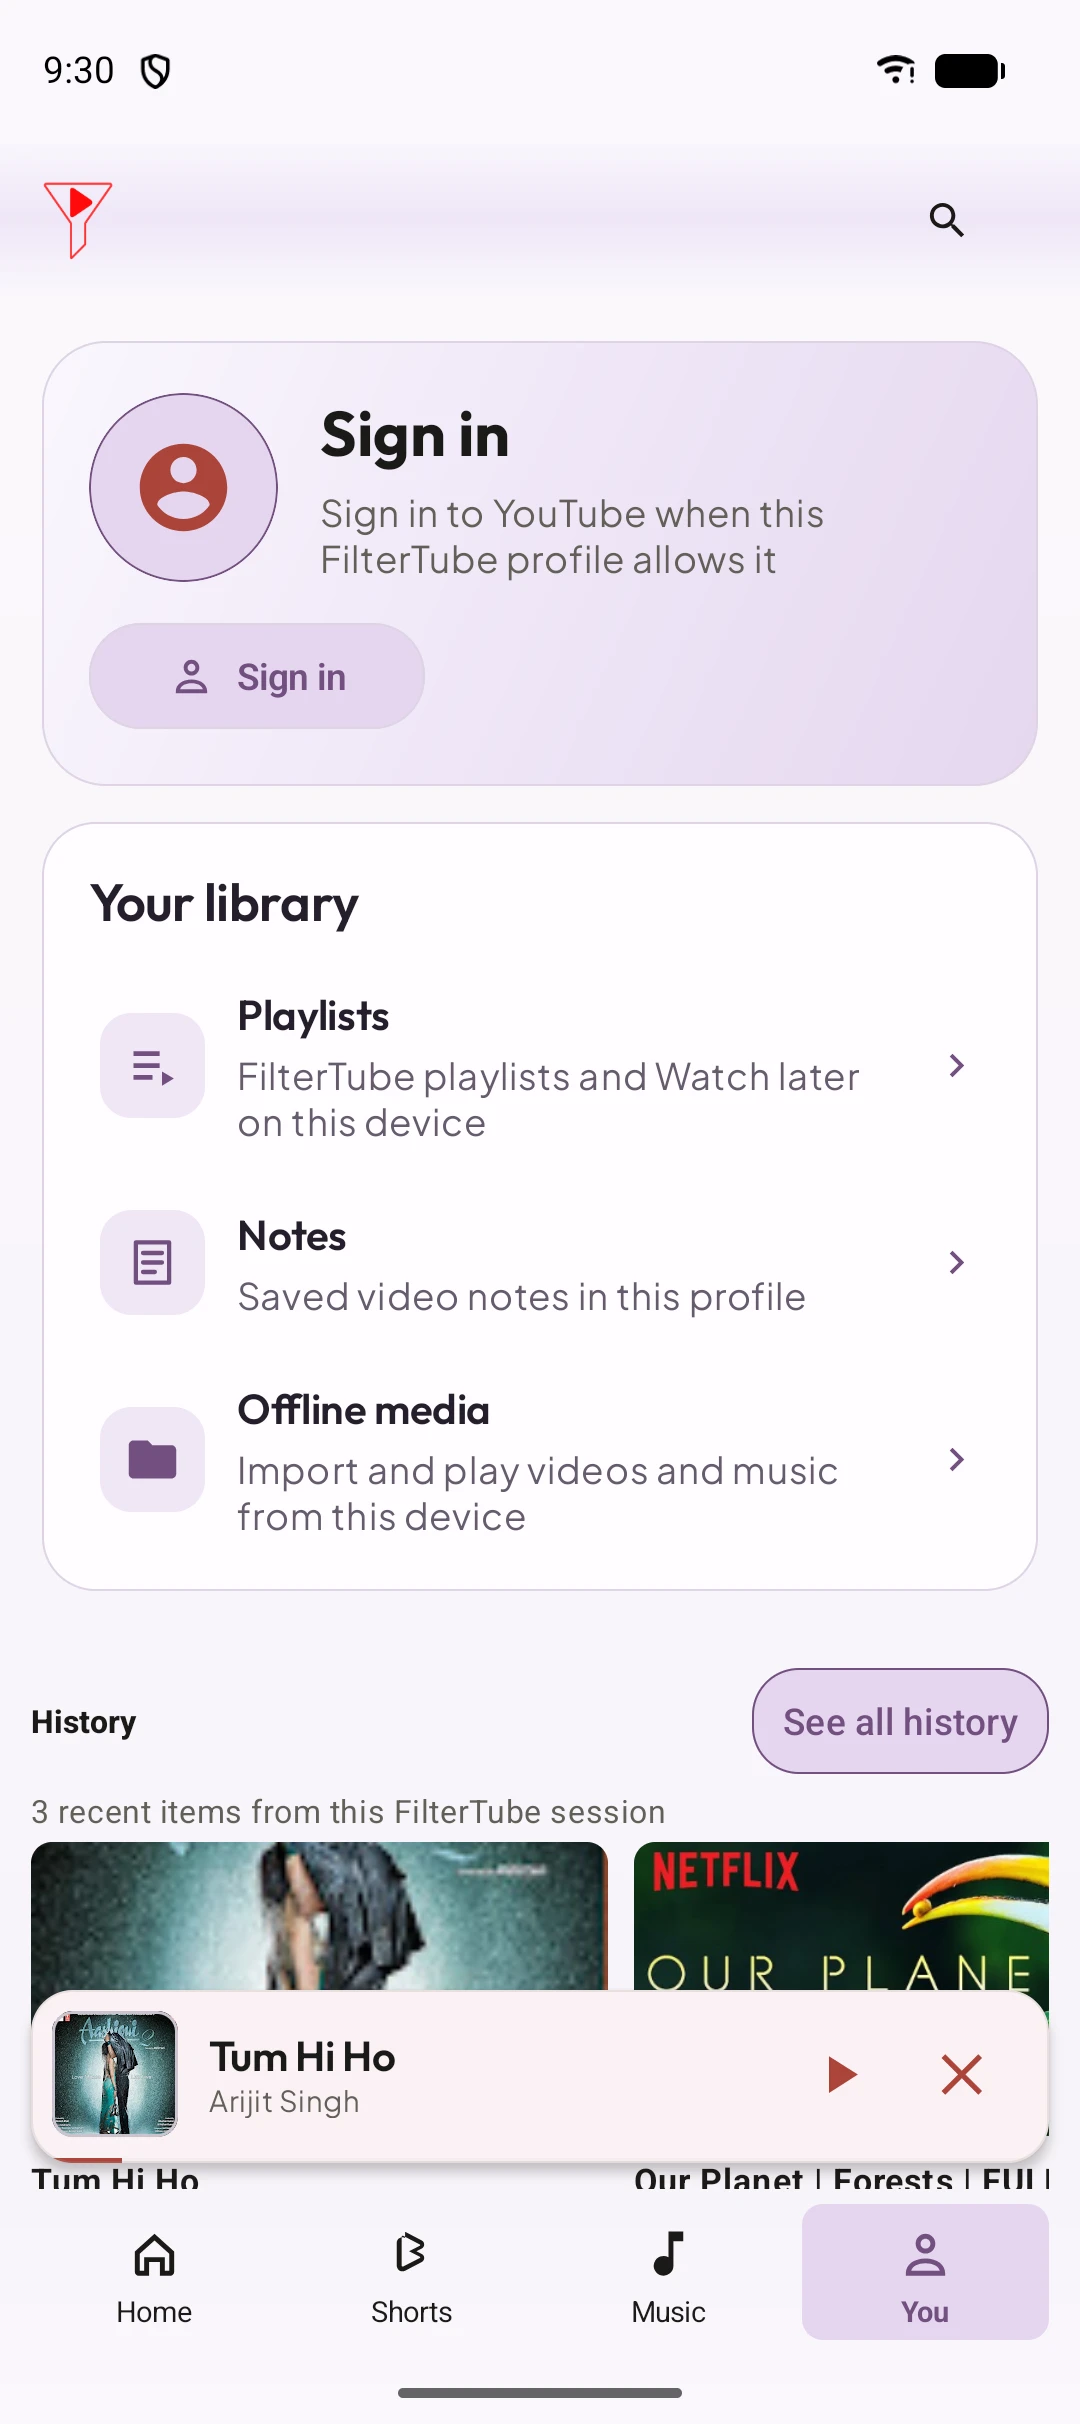 9:30
Sign in
Sign in to YouTube when this
FilterTube profile allows it
Sign in
Your library
Playlists
FilterTube playlists and Watch later
on this device
Notes
Saved video notes in this profile
Offline media
Import and play videos and music
from this device
History
See all history
3 recent items from this FilterTube session
NETFLIX
OUR PLANE
Aashiqui 2
Tum Hi Ho
Arijit Singh
Tum Hi Ho
Our Planet | Forests | FULL
Home
Shorts
Music
You